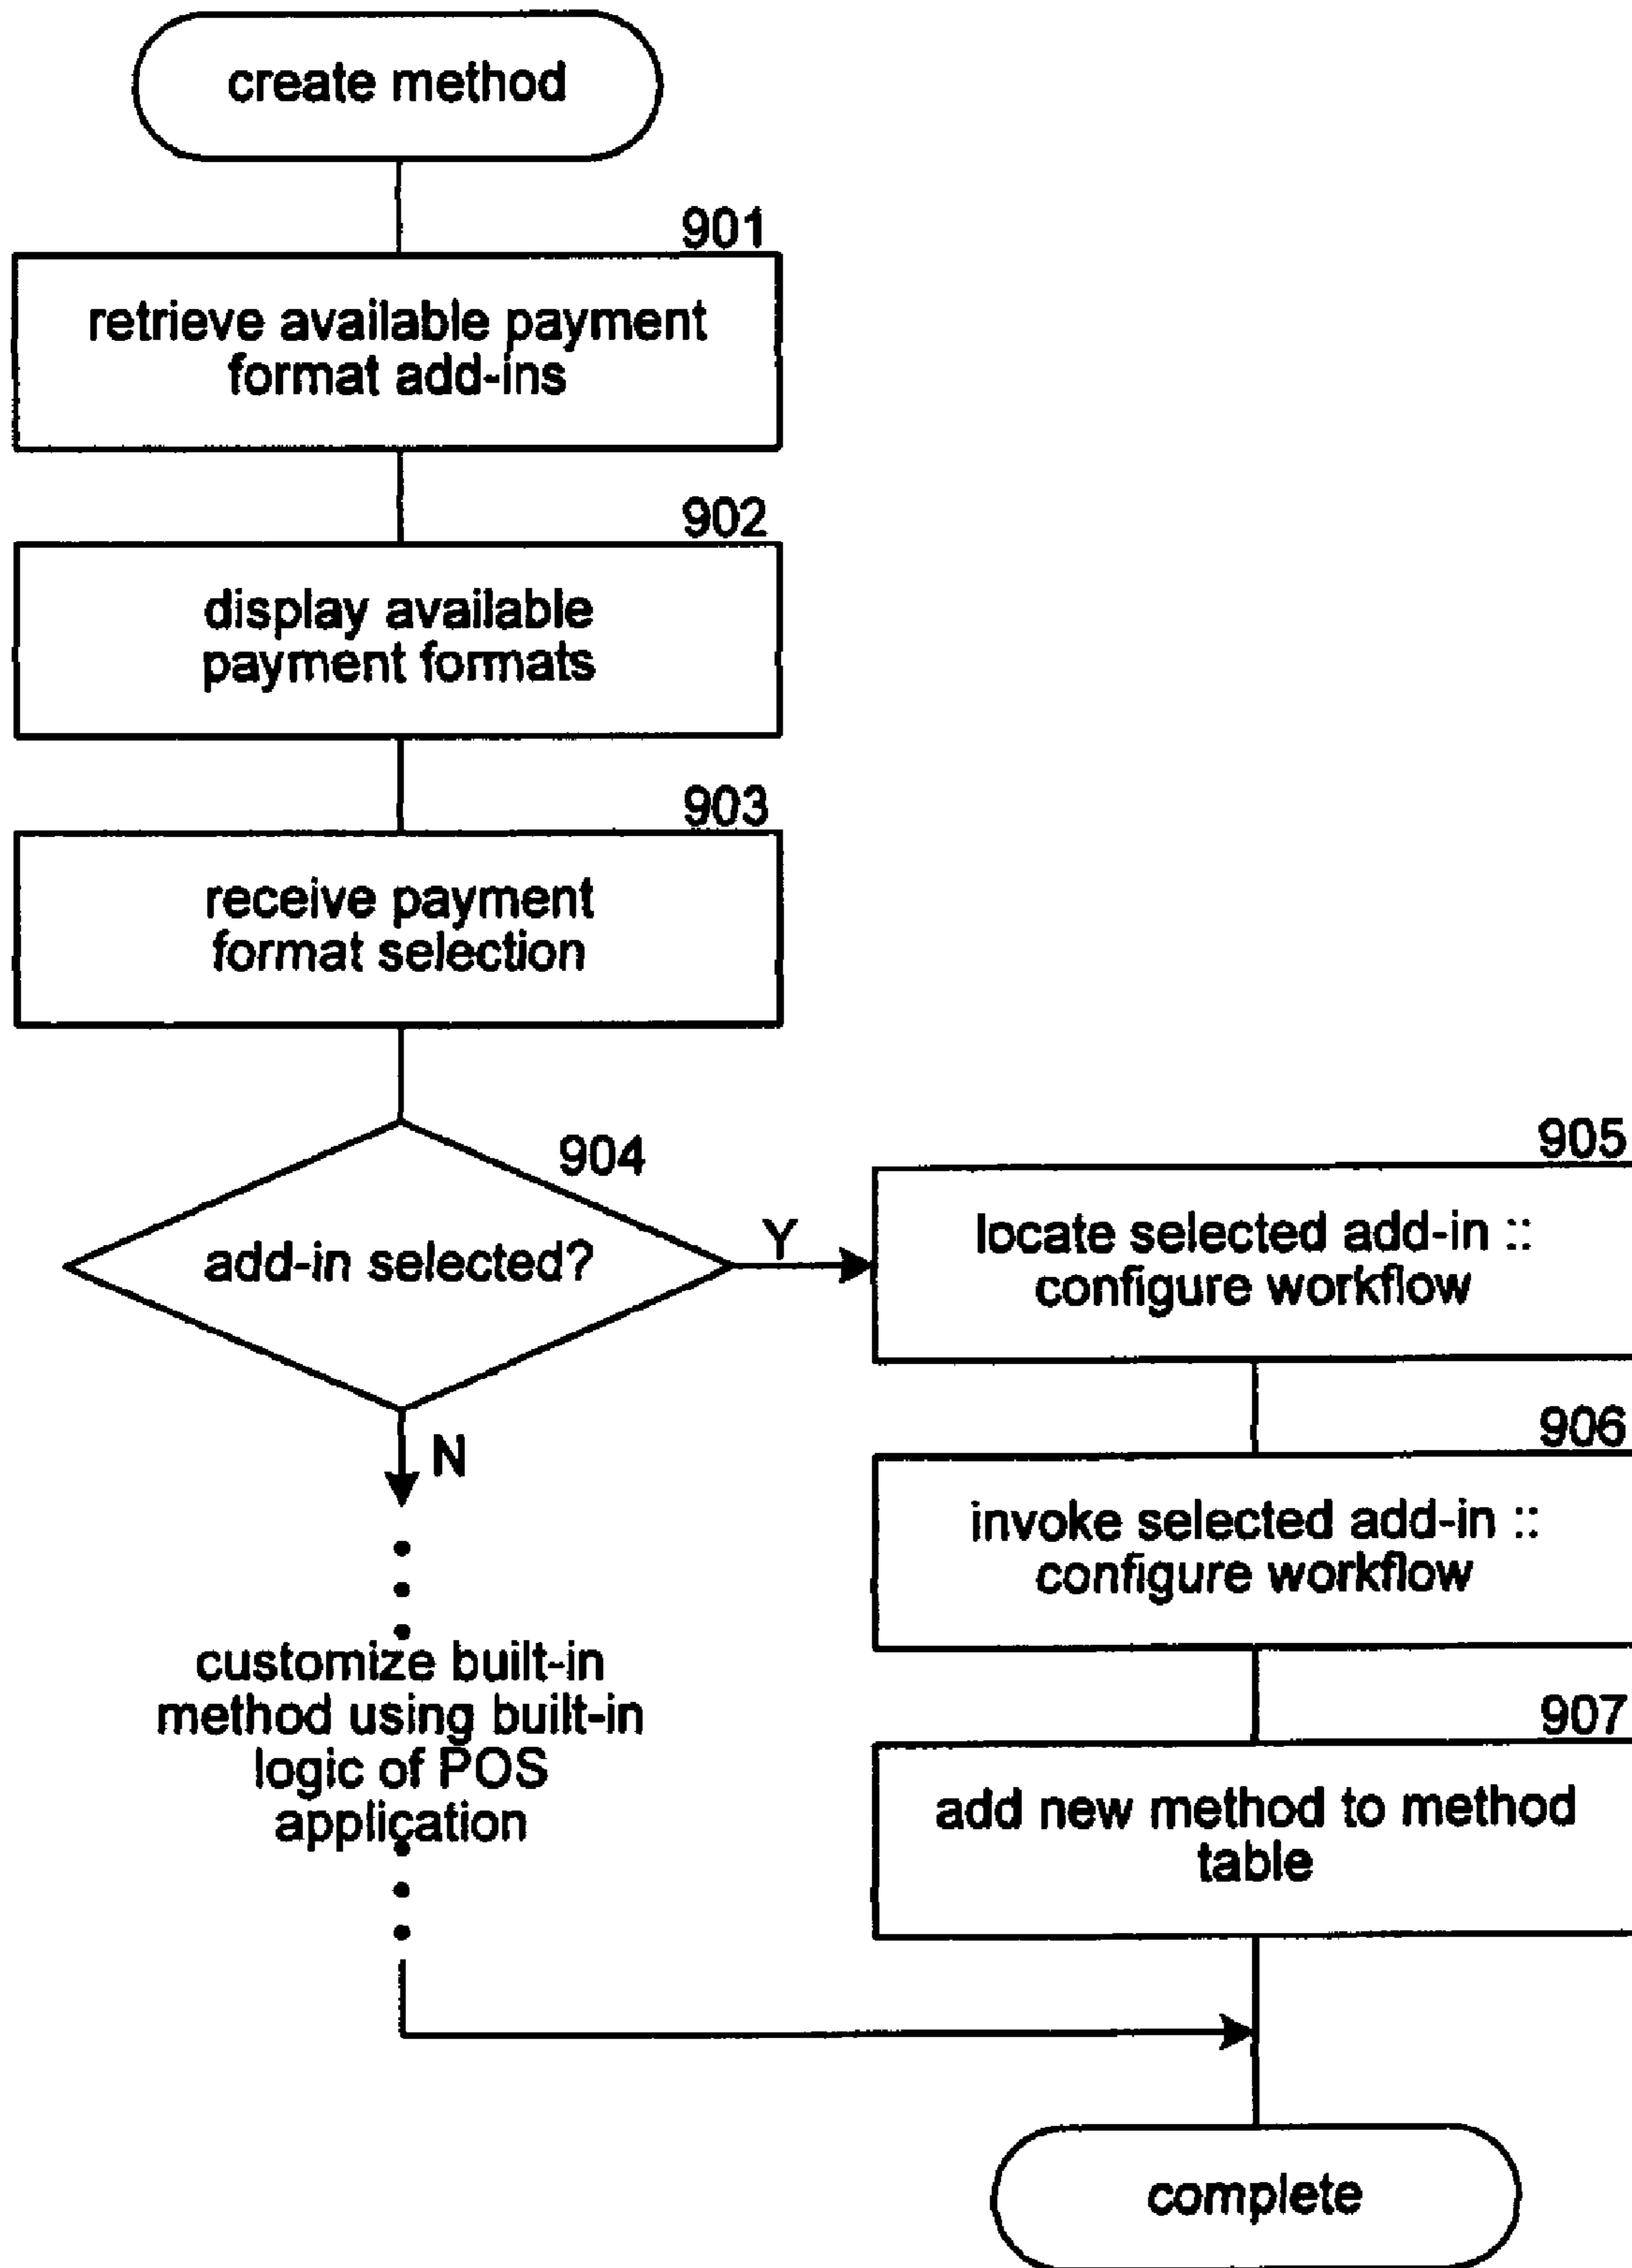 create method
901
retrieve available payment
format add-ins
902
display available
payment formats
903
receive payment
format selection
904
add-in selected?
Y
N
905
locate selected add-in ::
configure workflow
906
invoke selected add-in ::
configure workflow
907
add new method to method
table
customize built-in
method using built-in
logic of POS
application
complete